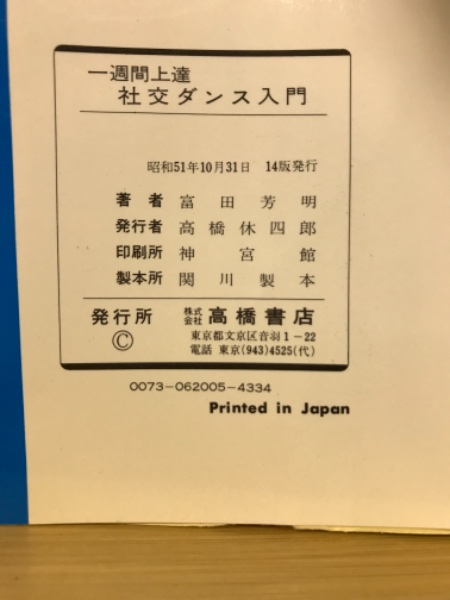 一週間上達
社交ダンス入門
昭和51年10月31日 14版発行
著者 富田芳明
発行者 高橋休四郎
印刷所 神宮館
製本所 関川製本
発行所 株式会社 高橋書店
Ⓒ 東京都文京区音羽1-22
電話 東京(943)4525(代)
0073-062005-4334
Printed in Japan